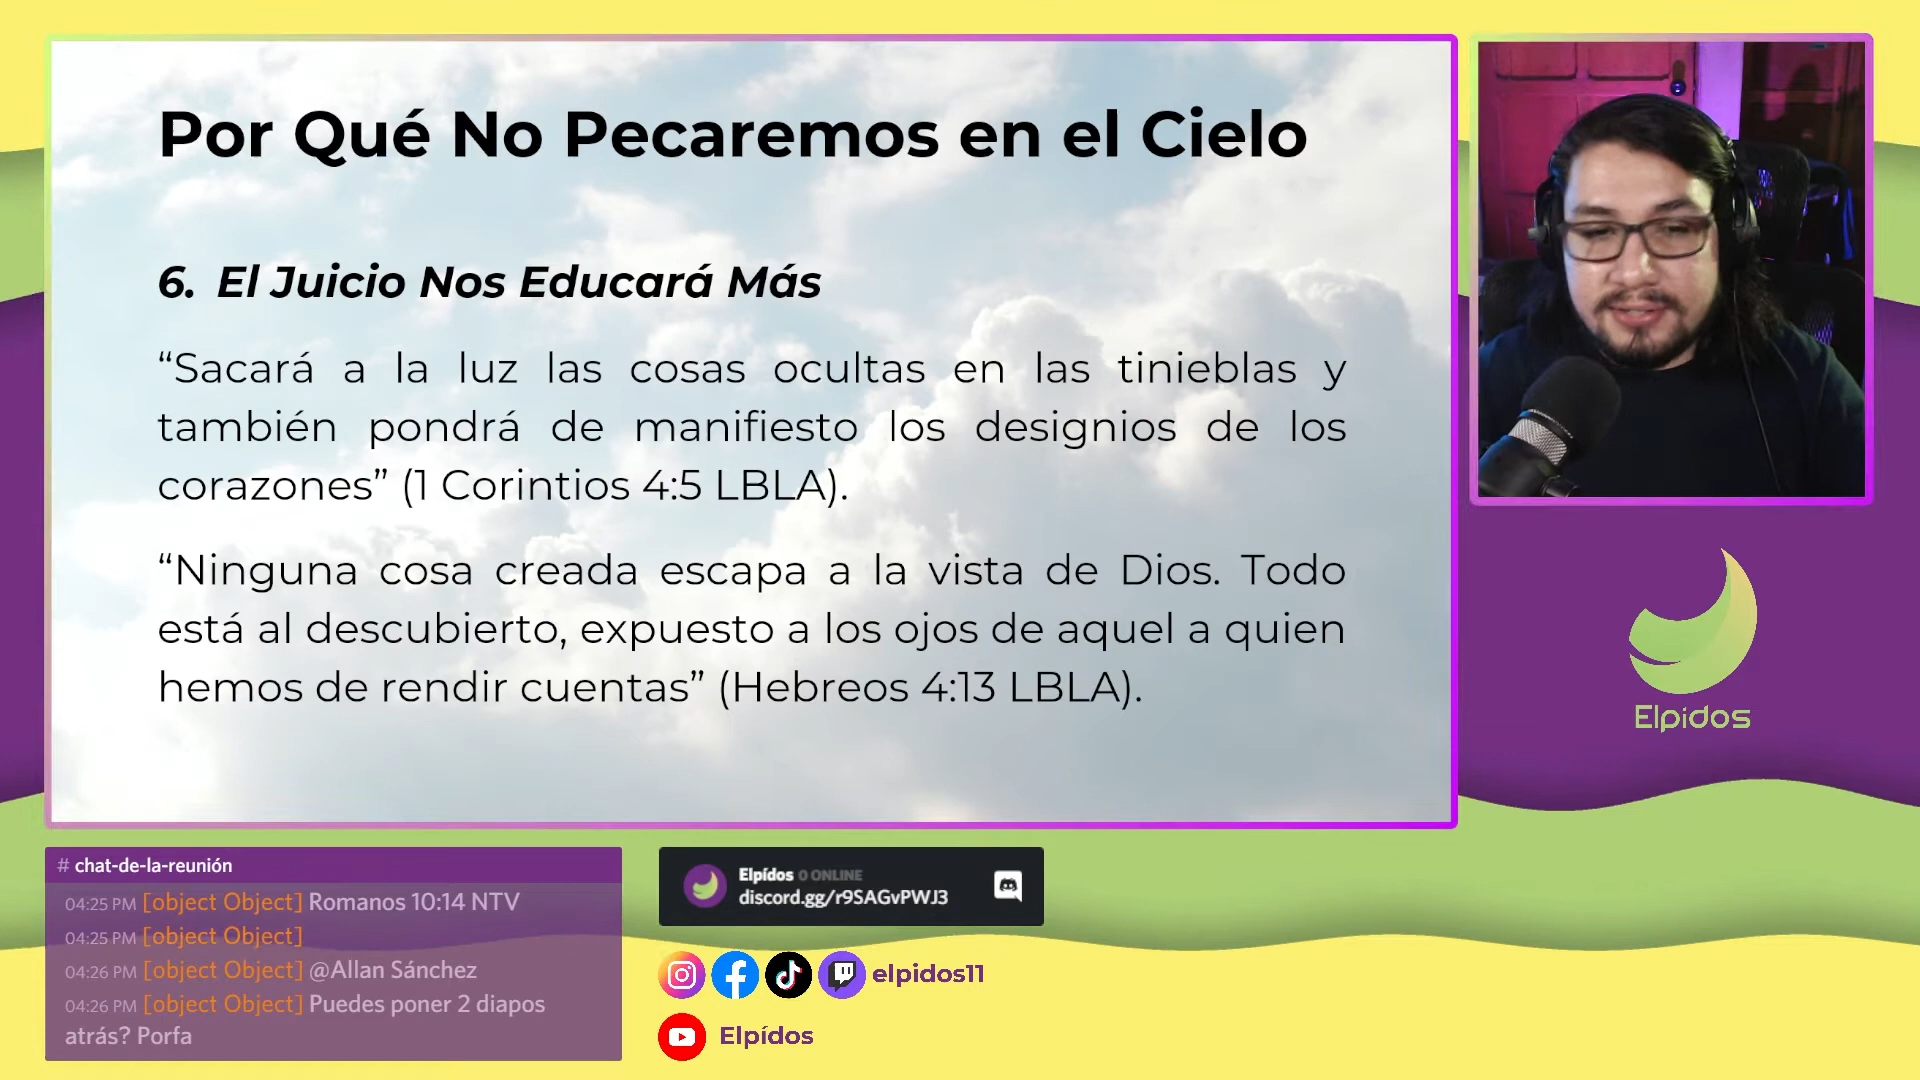 Por Qué No Pecaremos en el Cielo
6. El Juicio Nos Educará Más
“Sacará a la luz las cosas ocultas en las tinieblas y
también pondrá de manifiesto los designios de los
corazones” (1 Corintios 4:5 LBLA).
“Ninguna cosa creada escapa a la vista de Dios. Todo
está al descubierto, expuesto a los ojos de aquel a quien
hemos de rendir cuentas” (Hebreos 4:13 LBLA).
Elpidos
# chat-de-la-reunión
04:25 PM [object Object] Romanos 10:14 NTV
04:25 PM [object Object]
04:26 PM [object Object] @Allan Sánchez
04:26 PM [object Object] Puedes poner 2 diapos
atrás? Porfa
Elpídos 0 ONLINE
discord.gg/r9SAGvPWJ3
elpidos11
Elpídos